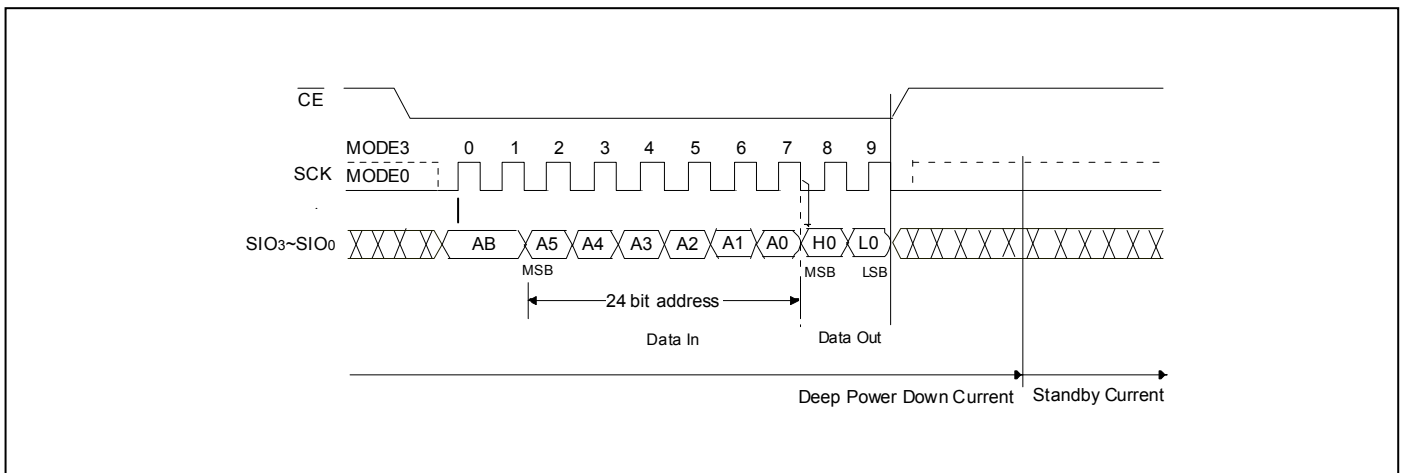 CE
MODE3 0 1 2 3 4 5 6 7 8 9
SCK MODE0
SIO3~SIO0 AB A5 A4 A3 A2 A1 A0 H0 L0
MSB MSB LSB
24 bit address
Data In Data Out
Deep Power Down Current Standby Current